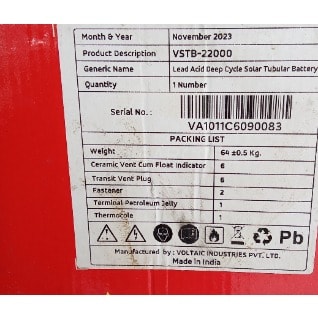 Month & Year November 2023
Product Description VSTB-22000
Generic Name Lead Acid Deep Cycle Solar Tubular Battery
Quantity 1 Number
Serial No.:
VA1011C6090083
PACKING LIST
Weight 64 ±0.5 Kg.
Ceramic Vent Cum Float Indicator 6
Transit Vent Plug 6
Fastener 2
Terminal Petroleum Jelly 1
Thermocole 1
Pb
Manufactured by : VOLTAIC INDUSTRIES PVT. LTD.
Made in India